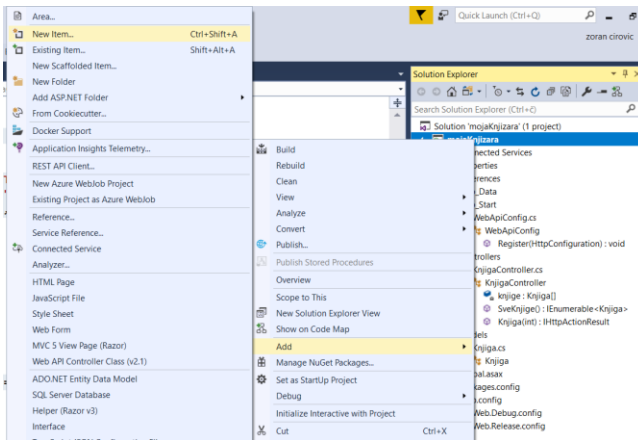 Area...
New Item... Ctrl+Shift+A
Existing Item... Shift+Alt+A
New Scaffolded Item...
New Folder
Add ASP.NET Folder
From Cookiecutter...
Docker Support
Application Insights Telemetry...
REST API Client...
New Azure WebJob Project
Existing Project as Azure WebJob
Reference...
Service Reference...
Connected Service
Analyzer...
HTML Page
JavaScript File
Style Sheet
Web Form
MVC 5 View Page (Razor)
Web API Controller Class (v2.1)
ADO.NET Entity Data Model
SQL Server Database
Helper (Razor v3)
Interface
Build
Rebuild
Clean
View
Analyze
Convert
Publish...
Publish Stored Procedures
Overview
Scope to This
New Solution Explorer View
Show on Code Map
Add
Manage NuGet Packages...
Set as StartUp Project
Debug
Initialize Interactive with Project
Cut Ctrl+X
Quick Launch (Ctrl+Q)
zoran cirovic
Solution Explorer
Search Solution Explorer (Ctrl+č)
Solution 'mojaKnjizara' (1 project)
mojaKnjizara
nected Services
perties
erences
_Data
_Start
WebApiConfig.cs
WebApiConfig
Register(HttpConfiguration) : void
trollers
KnjigaController.cs
KnjigaController
knjige : Knjiga[]
SveKnjige() : IEnumerable<Knjiga>
Knjiga(int) : IHttpActionResult
dels
Knjiga.cs
Knjiga
bal.asax
kages.config
.config
Web.Debug.config
Web.Release.config